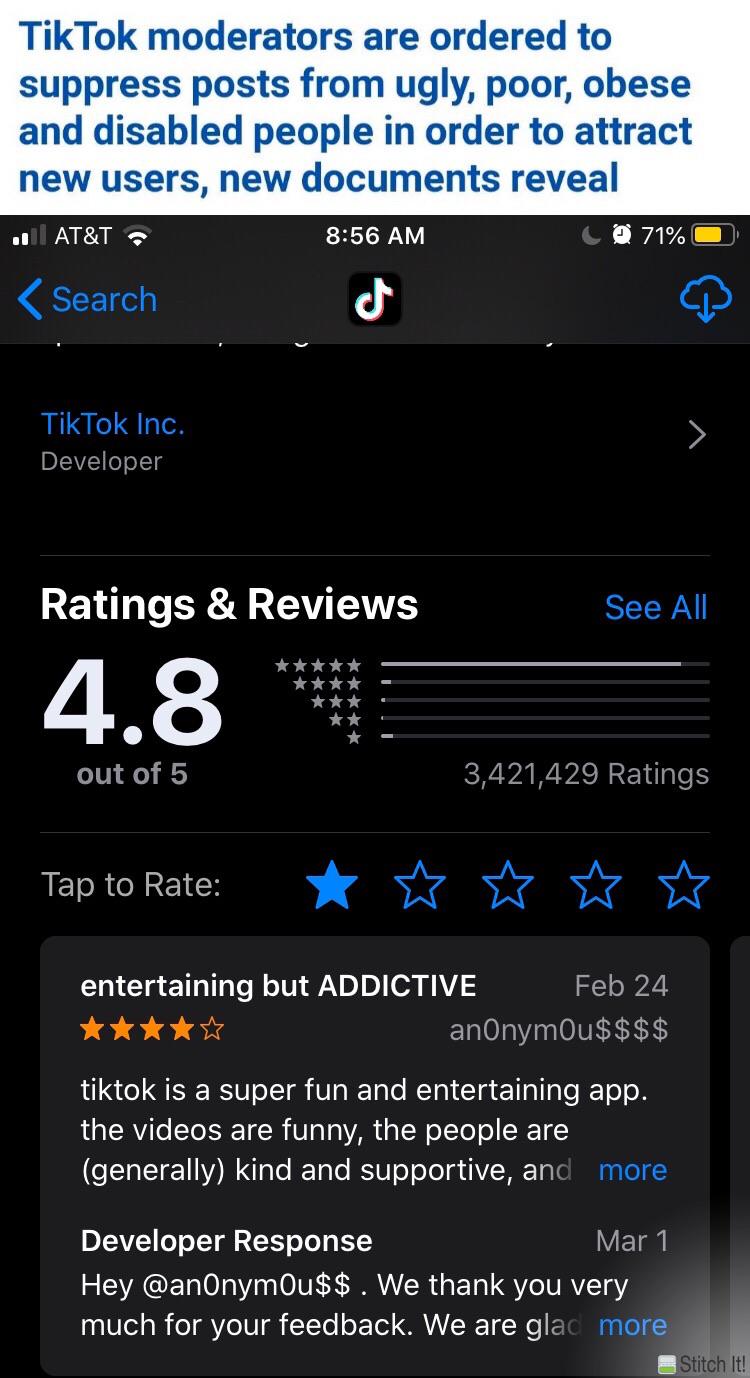 TikTok moderators are ordered to
suppress posts from ugly, poor, obese
and disabled people in order to attract
new users, new documents reveal
AT&T 8:56 AM 71%
Search
TikTok Inc.
Developer
Ratings & Reviews See All
4.8
out of 5 3,421,429 Ratings
Tap to Rate:
entertaining but ADDICTIVE Feb 24
an0nym0u$$$$
tiktok is a super fun and entertaining app.
the videos are funny, the people are
(generally) kind and supportive, and more
Developer Response Mar 1
Hey @an0nym0u$$ . We thank you very
much for your feedback. We are glad more
Stitch It!